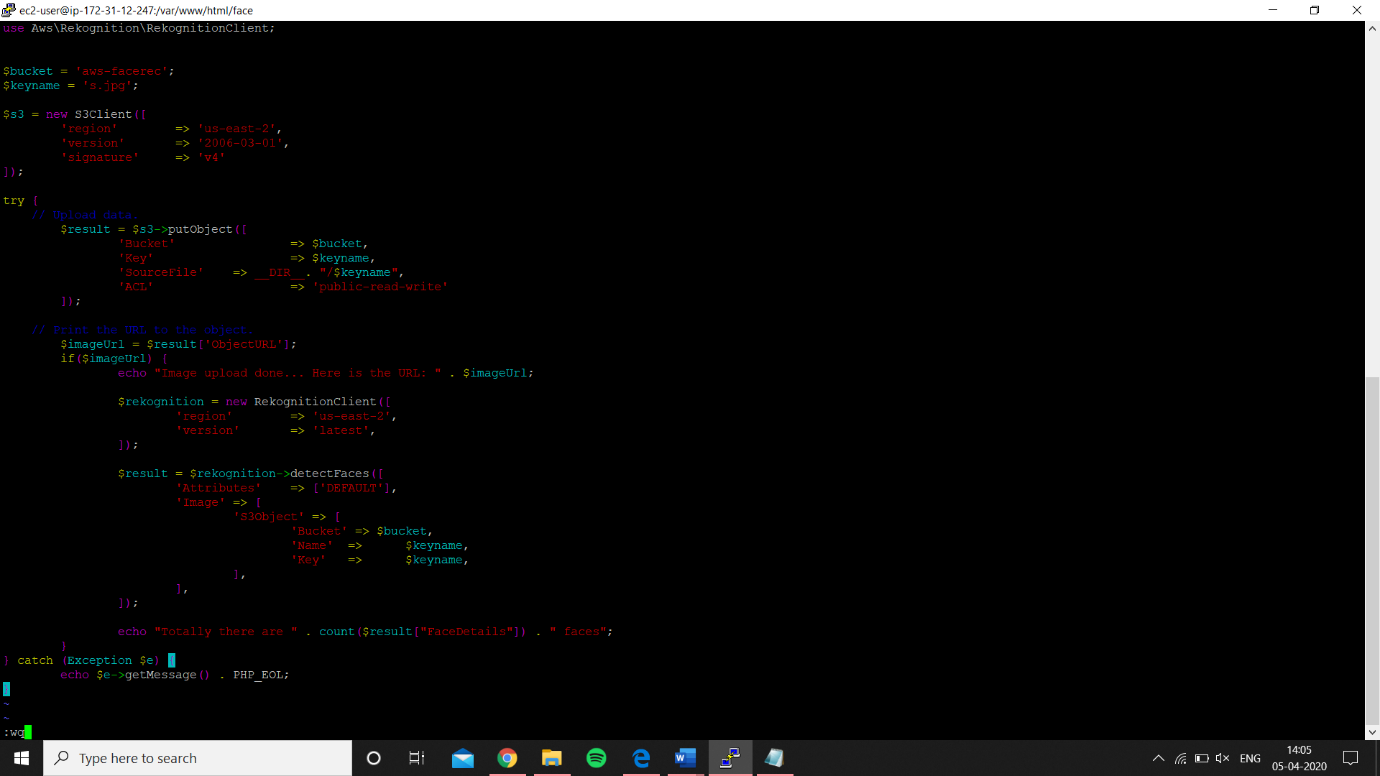 ec2-user@ip-172-31-12-247:/var/www/html/face
use Aws\Rekognition\RekognitionClient;
$bucket = 'aws-facerec';
$keyname = 's.jpg';
$s3 = new S3Client([
'region' => 'us-east-2',
'version' => '2006-03-01',
'signature' => 'v4'
]);
try {
// Upload data.
$result = $s3->putObject([
'Bucket' => $bucket,
'Key' => $keyname,
'SourceFile' => __DIR__. "/$keyname",
'ACL' => 'public-read-write'
]);
// Print the URL to the object.
$imageUrl = $result['ObjectURL'];
if($imageUrl) {
echo "Image upload done... Here is the URL: " . $imageUrl;
$rekognition = new RekognitionClient([
'region' => 'us-east-2',
'version' => 'latest',
]);
$result = $rekognition->detectFaces([
'Attributes' => ['DEFAULT'],
'Image' => [
'S3Object' => [
'Bucket' => $bucket,
'Name' => $keyname,
'Key' => $keyname,
],
],
]);
echo "Totally there are " . count($result["FaceDetails"]) . " faces";
}
} catch (Exception $e) {
echo $e->getMessage() . PHP_EOL;
}
~
~
:wq
Type here to search
ENG
14:05
05-04-2020